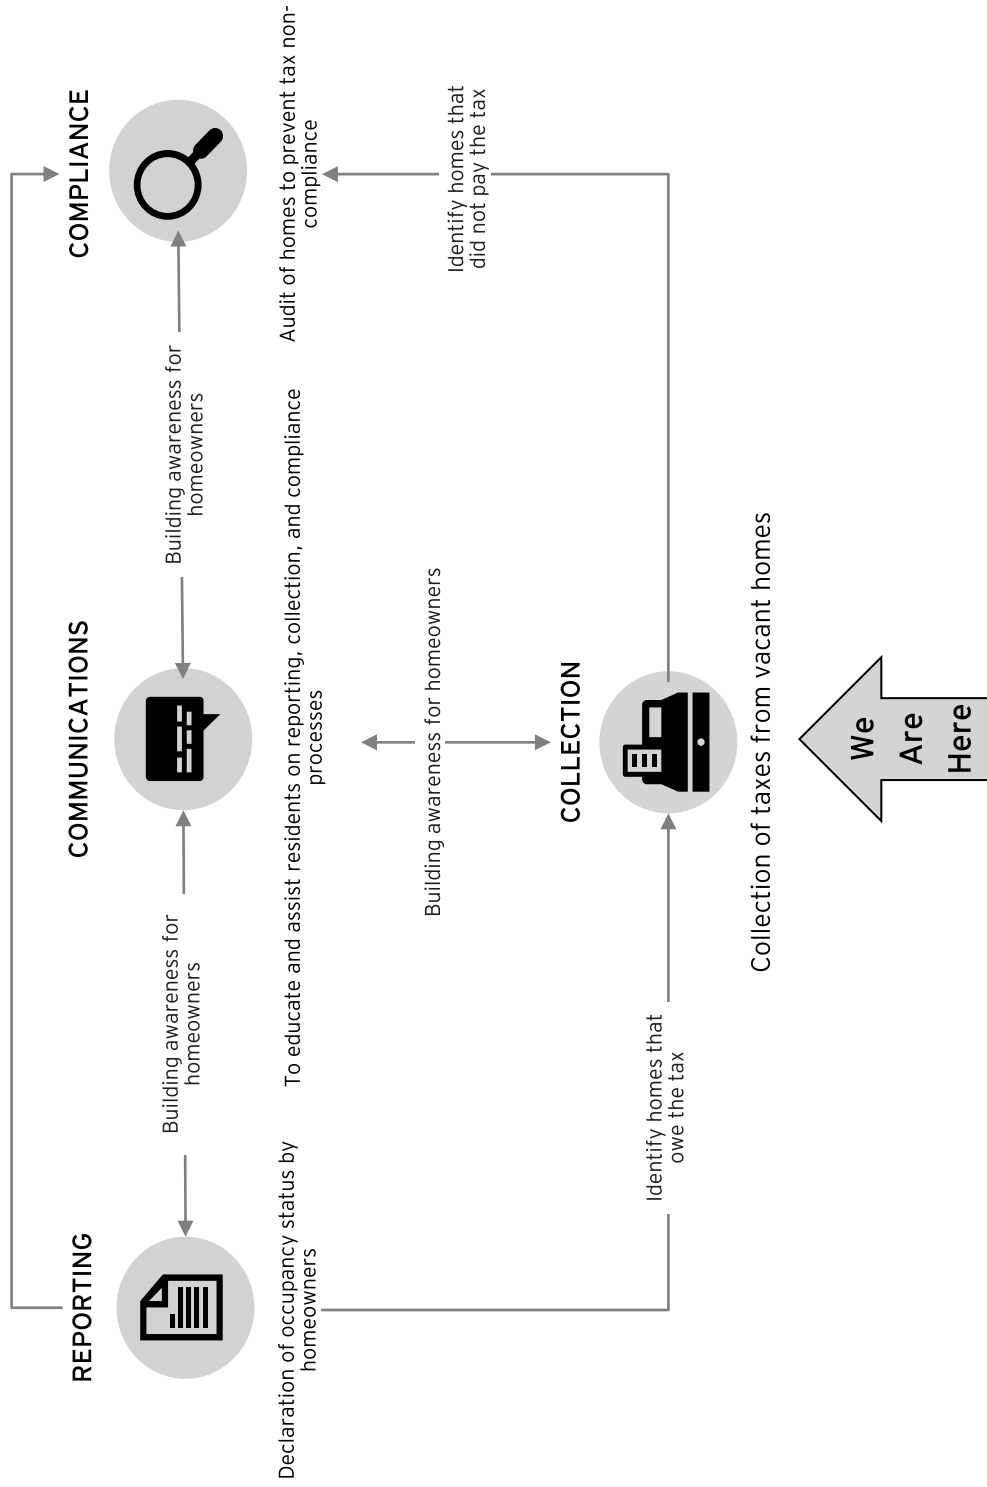 REPORTING
Declaration of occupancy status by
homeowners
Building awareness for
homeowners
COMMUNICATIONS
To educate and assist residents on reporting, collection, and compliance
processes
Building awareness for
homeowners
COMPLIANCE
Audit of homes to prevent tax non-
compliance
Building awareness for homeowners
Identify homes that
owe the tax
COLLECTION
Collection of taxes from vacant homes
Identify homes that
did not pay the tax
We
Are
Here